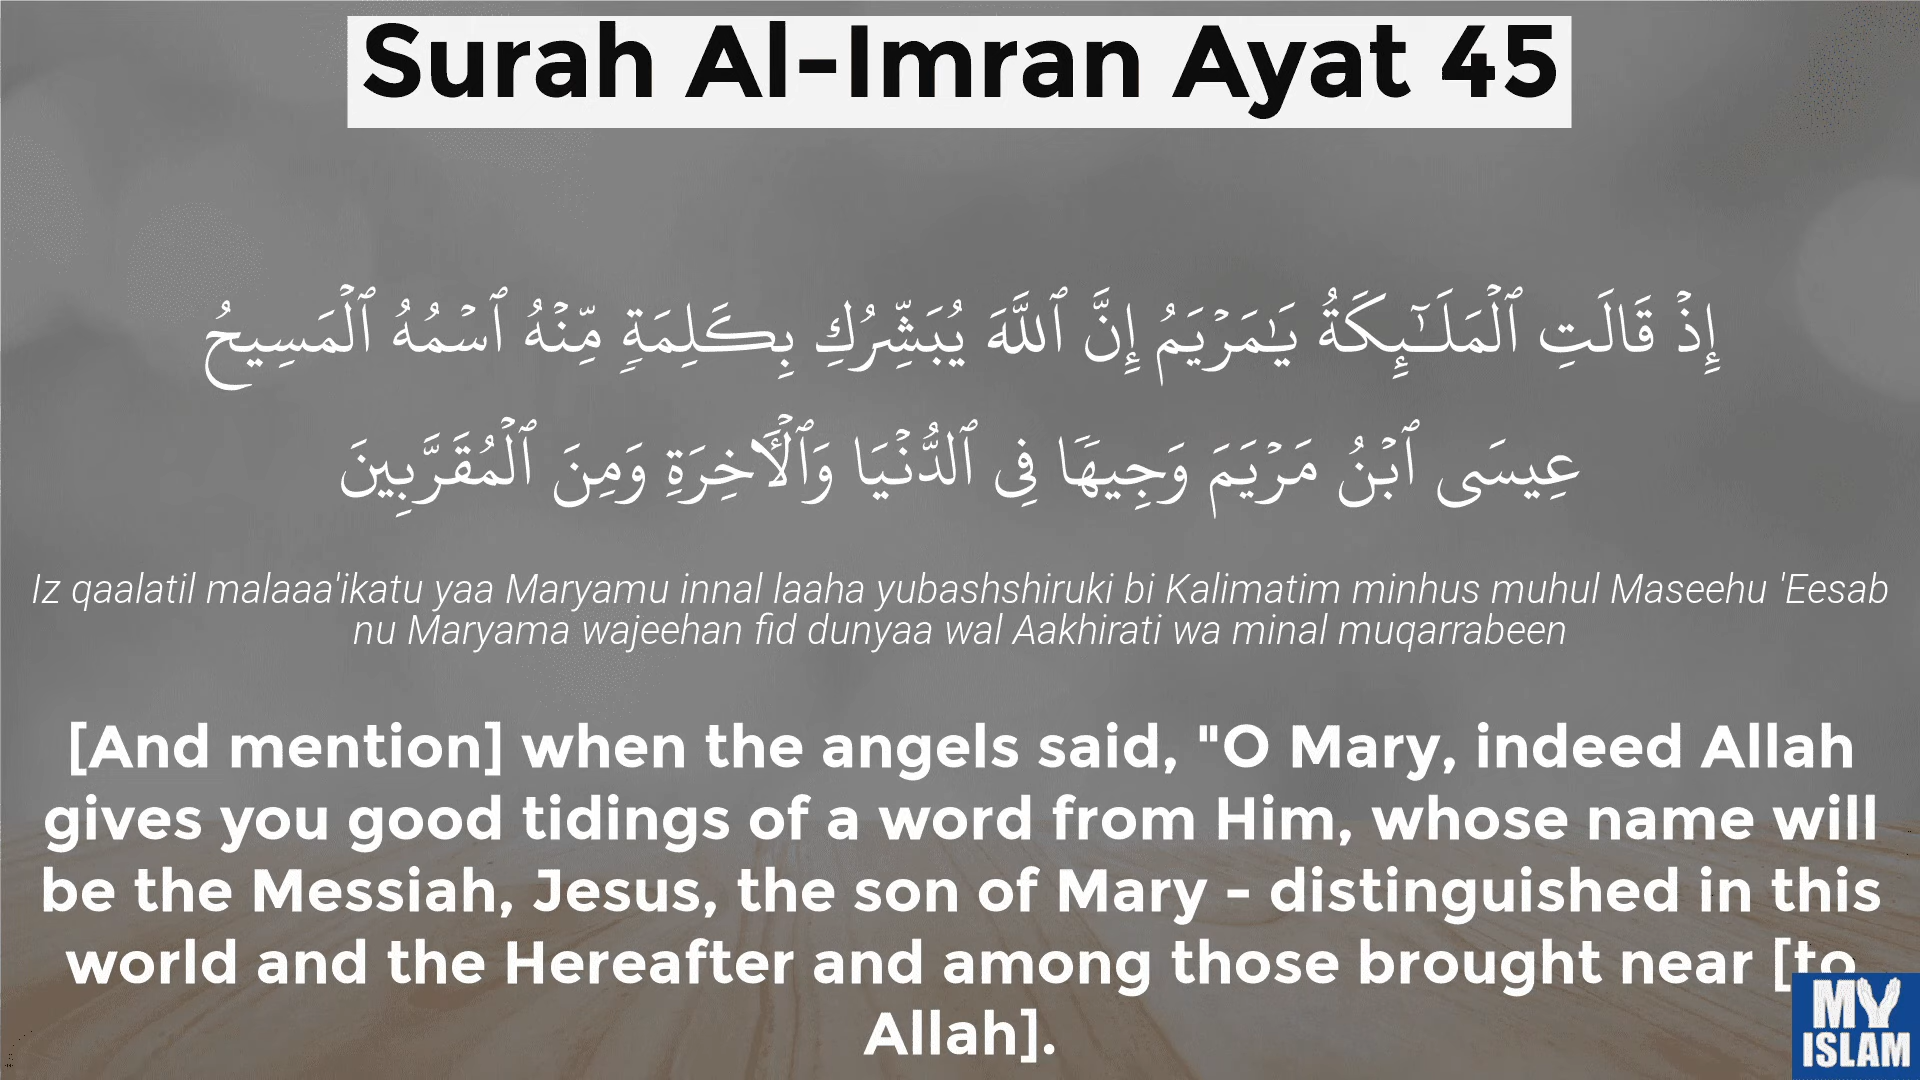 Surah Al-Imran Ayat 45
إِذْ قَالَتِ ٱلْمَلَـٰٓئِكَةُ يَـٰمَرْيَمُ إِنَّ ٱللَّهَ يُبَشِّرُكِ بِكَلِمَةٍ مِّنْهُ ٱسْمُهُ ٱلْمَسِيحُ
عِيسَى ٱبْنُ مَرْيَمَ وَجِيهًا فِى ٱلدُّنْيَا وَٱلْـَٔاخِرَةِ وَمِنَ ٱلْمُقَرَّبِينَ
Iz qaalatil malaaa'ikatu yaa Maryamu innal laaha yubashshiruki bi Kalimatim minhus muhul Maseehu 'Eesab
nu Maryama wajeehan fid dunyaa wal Aakhirati wa minal muqarrabeen
[And mention] when the angels said, "O Mary, indeed Allah
gives you good tidings of a word from Him, whose name will
be the Messiah, Jesus, the son of Mary - distinguished in this
world and the Hereafter and among those brought near [to
Allah].
MY
ISLAM